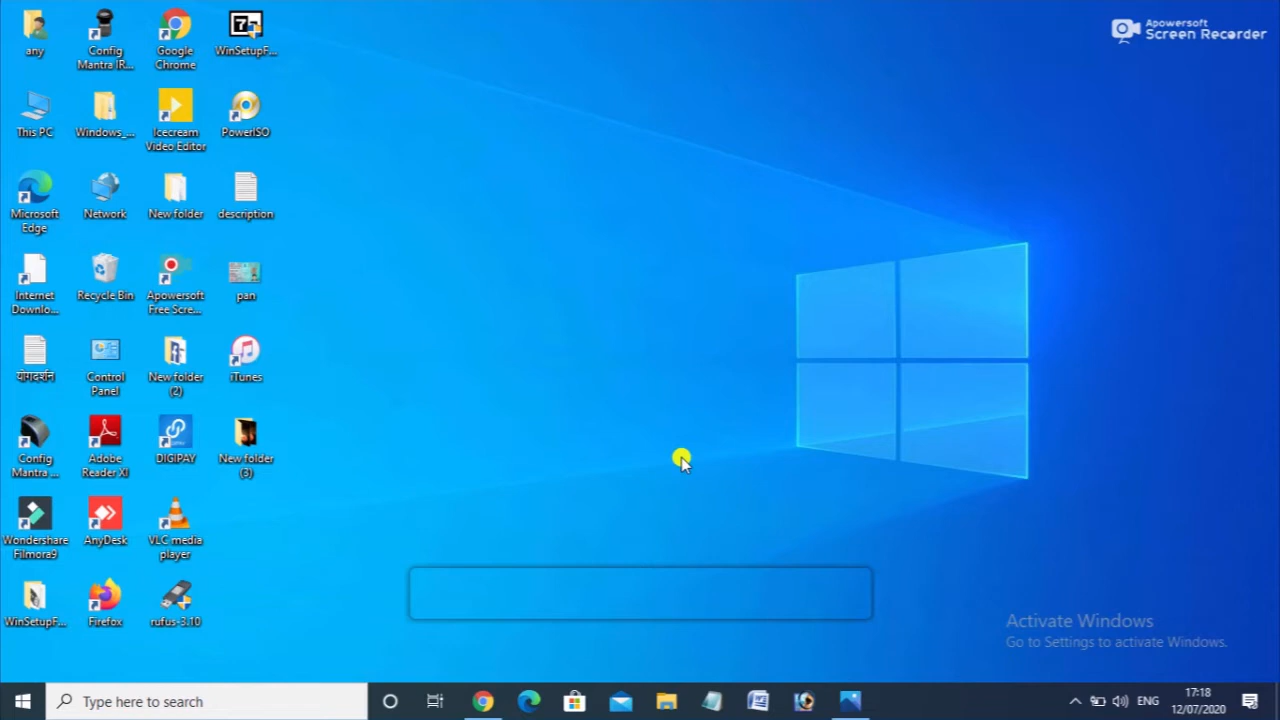 any
Config
Mantra IR...
Google
Chrome
WinSetupF...
Apowersoft
Screen Recorder
This PC
Windows_...
Icecream
Video Editor
PowerISO
Microsoft
Edge
Network
New folder
description
Internet
Downlo...
Recycle Bin
Apowersoft
Free Scre...
pan
योगदर्शन
Control
Panel
New folder
(2)
iTunes
Config
Mantra ...
Adobe
Reader XI
DIGIPAY
New folder
(3)
Wondershare
Filmora9
AnyDesk
VLC media
player
WinSetupF...
Firefox
rufus-3.10
Activate Windows
Go to Settings to activate Windows.
Type here to search
ENG
17:18
12/07/2020